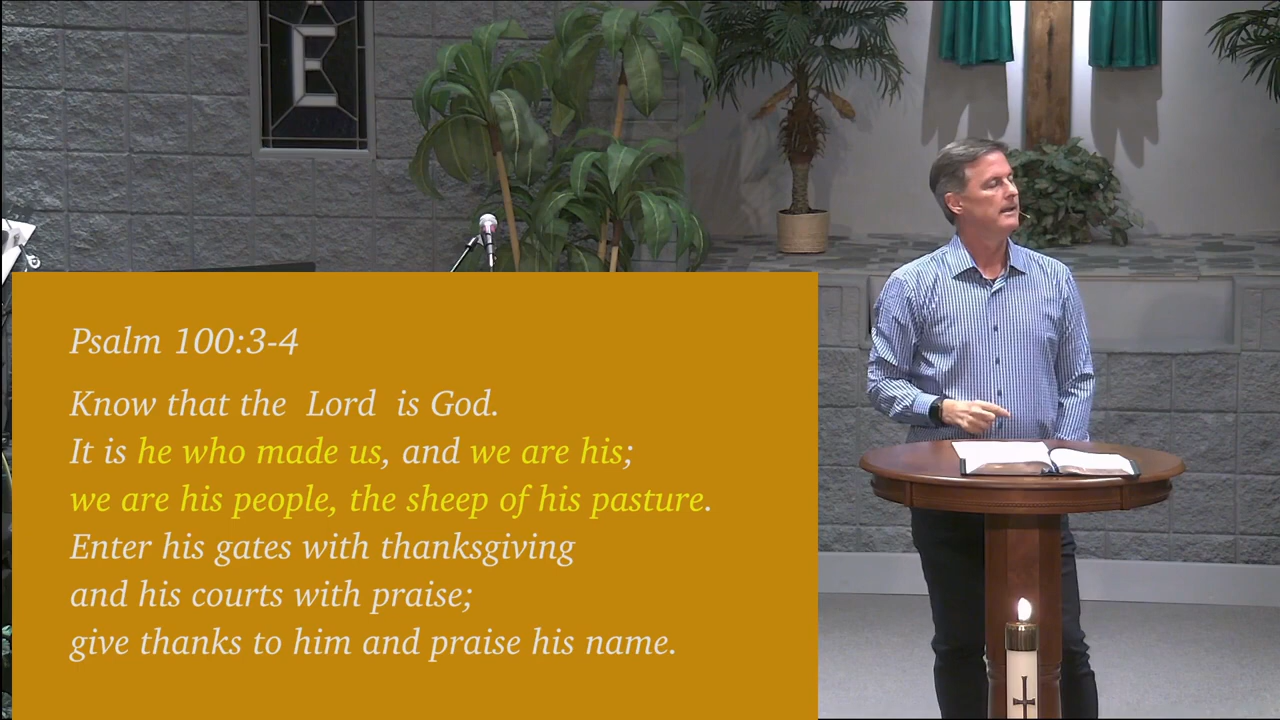 Psalm 100:3-4
Know that the Lord is God.
It is he who made us, and we are his;
we are his people, the sheep of his pasture.
Enter his gates with thanksgiving
and his courts with praise;
give thanks to him and praise his name.